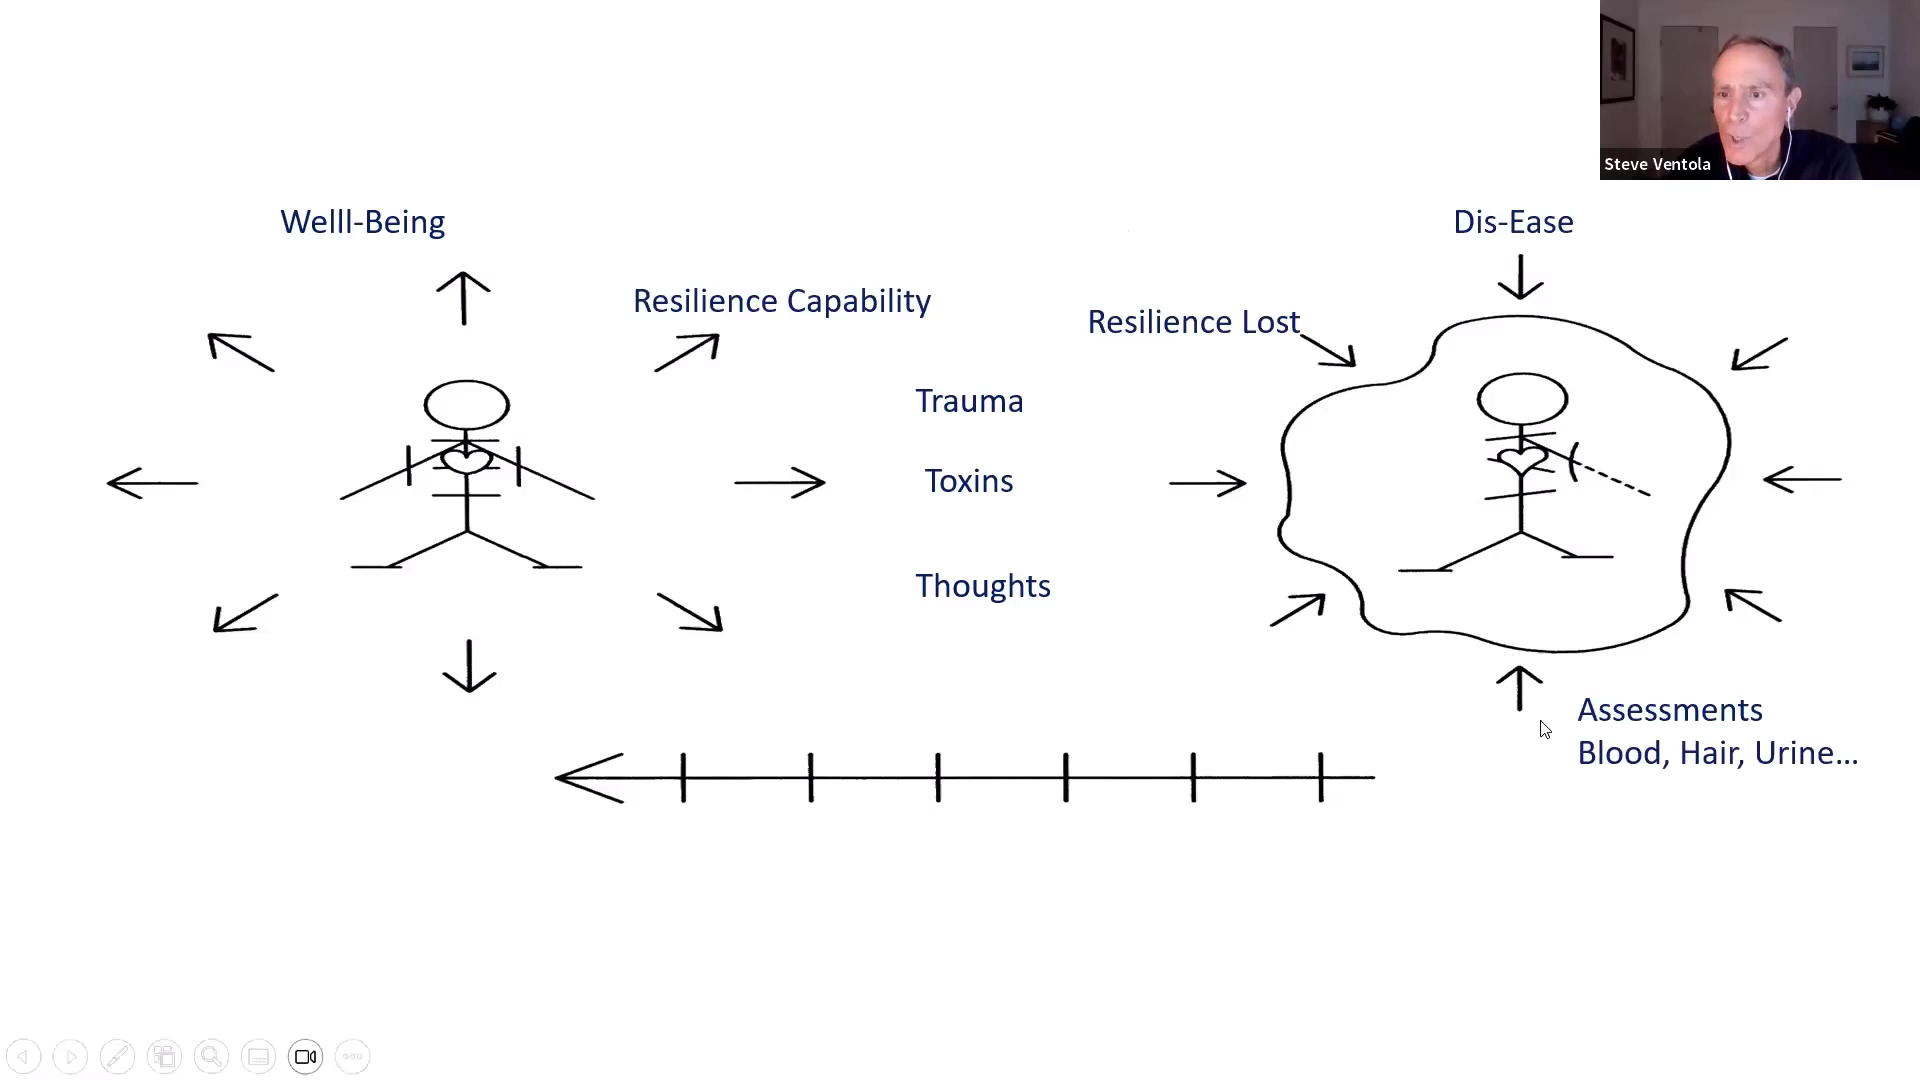 Steve Ventola
Welll-Being
Dis-Ease
Resilience Capability
Resilience Lost
Trauma
Toxins
Thoughts
Assessments
Blood, Hair, Urine...